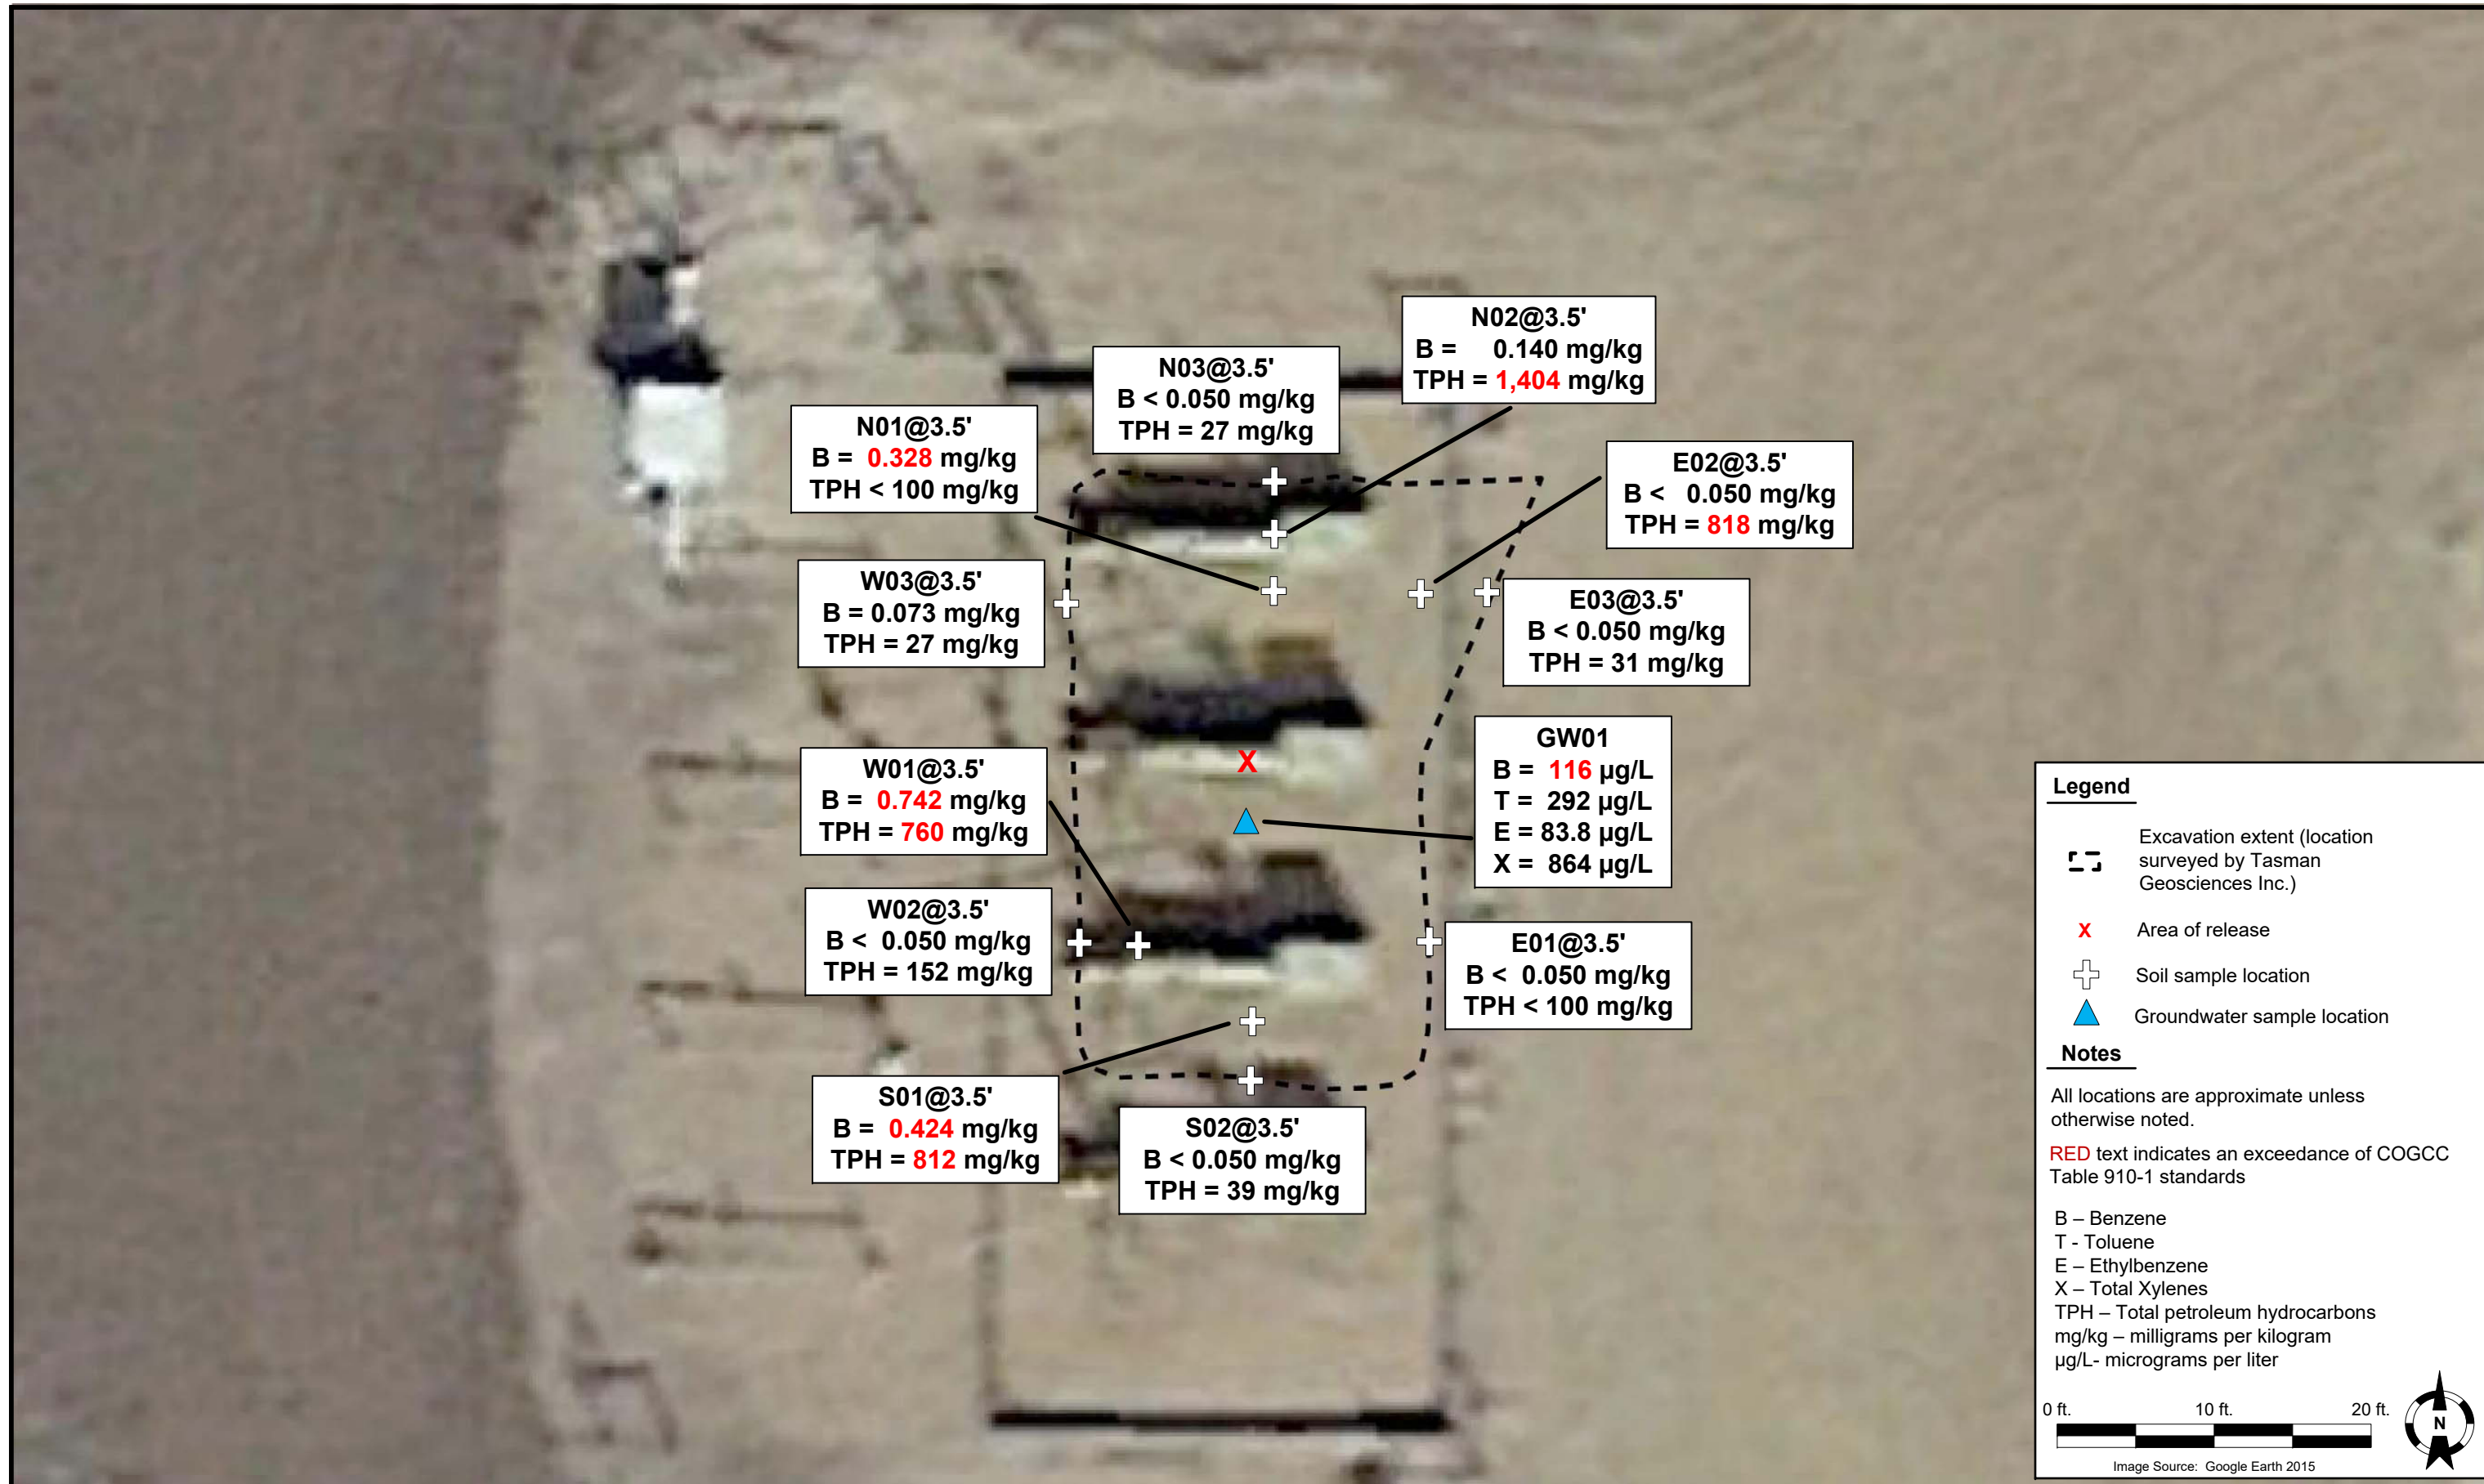 N02@3.5'
B = 0.140 mg/kg
TPH = 1,404 mg/kg
N03@3.5'
B < 0.050 mg/kg
TPH = 27 mg/kg
N01@3.5'
B = 0.328 mg/kg
TPH < 100 mg/kg
E02@3.5'
B < 0.050 mg/kg
TPH = 818 mg/kg
W03@3.5'
B = 0.073 mg/kg
TPH = 27 mg/kg
E03@3.5'
B < 0.050 mg/kg
TPH = 31 mg/kg
X
GW01
B = 116 µg/L
T = 292 µg/L
E = 83.8 µg/L
X = 864 µg/L
W01@3.5'
B = 0.742 mg/kg
TPH = 760 mg/kg
W02@3.5'
B < 0.050 mg/kg
TPH = 152 mg/kg
E01@3.5'
B < 0.050 mg/kg
TPH < 100 mg/kg
S01@3.5'
B = 0.424 mg/kg
TPH = 812 mg/kg
S02@3.5'
B < 0.050 mg/kg
TPH = 39 mg/kg
Legend
Excavation extent (location
surveyed by Tasman
Geosciences Inc.)
X Area of release
Soil sample location
Groundwater sample location
Notes
All locations are approximate unless
otherwise noted.
RED text indicates an exceedance of COGCC
Table 910-1 standards
B – Benzene
T - Toluene
E – Ethylbenzene
X – Total Xylenes
TPH – Total petroleum hydrocarbons
mg/kg – milligrams per kilogram
µg/L- micrograms per liter
0 ft. 10 ft. 20 ft.
N
Image Source: Google Earth 2015